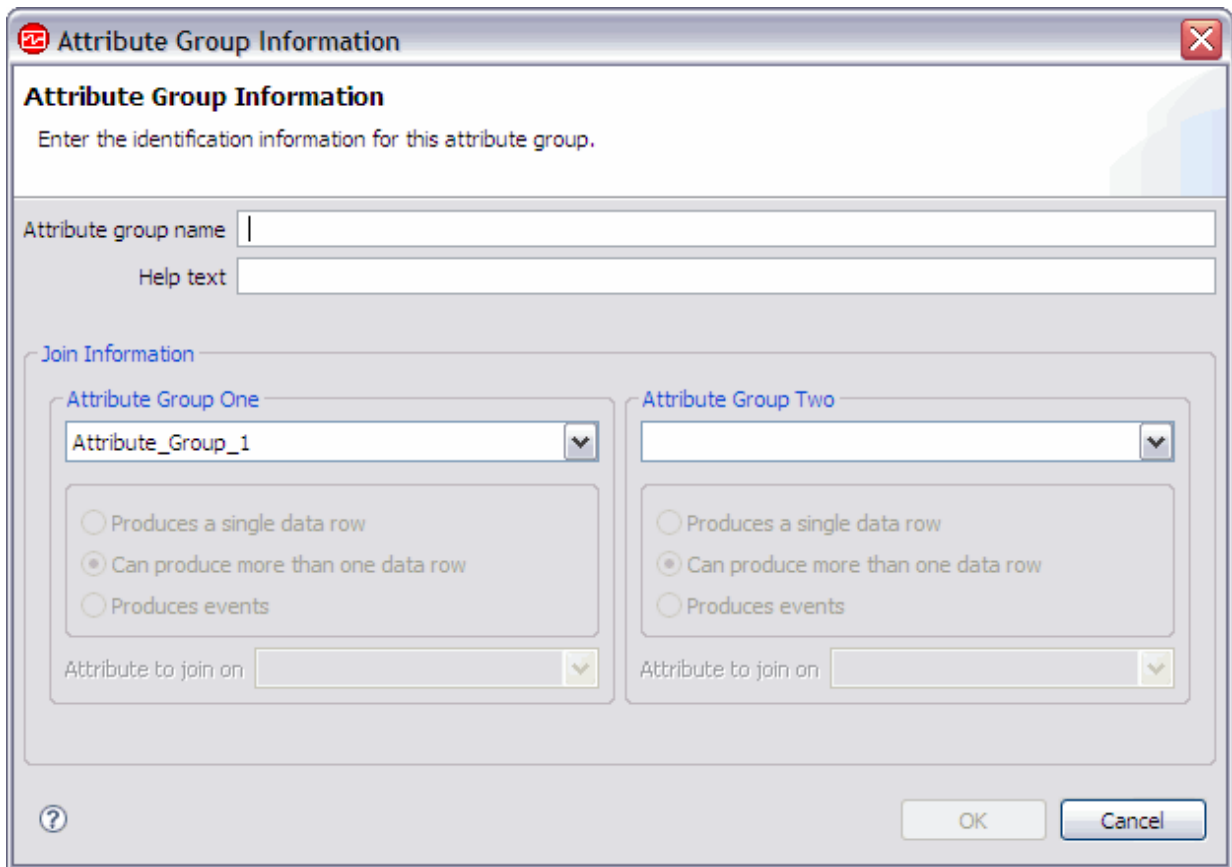 Attribute Group Information
Attribute Group Information
Enter the identification information for this attribute group.
Attribute group name
Help text
Join Information
Attribute Group One
Attribute_Group_1
Produces a single data row
Can produce more than one data row
Produces events
Attribute to join on
Attribute Group Two
Produces a single data row
Can produce more than one data row
Produces events
Attribute to join on
?
OK
Cancel